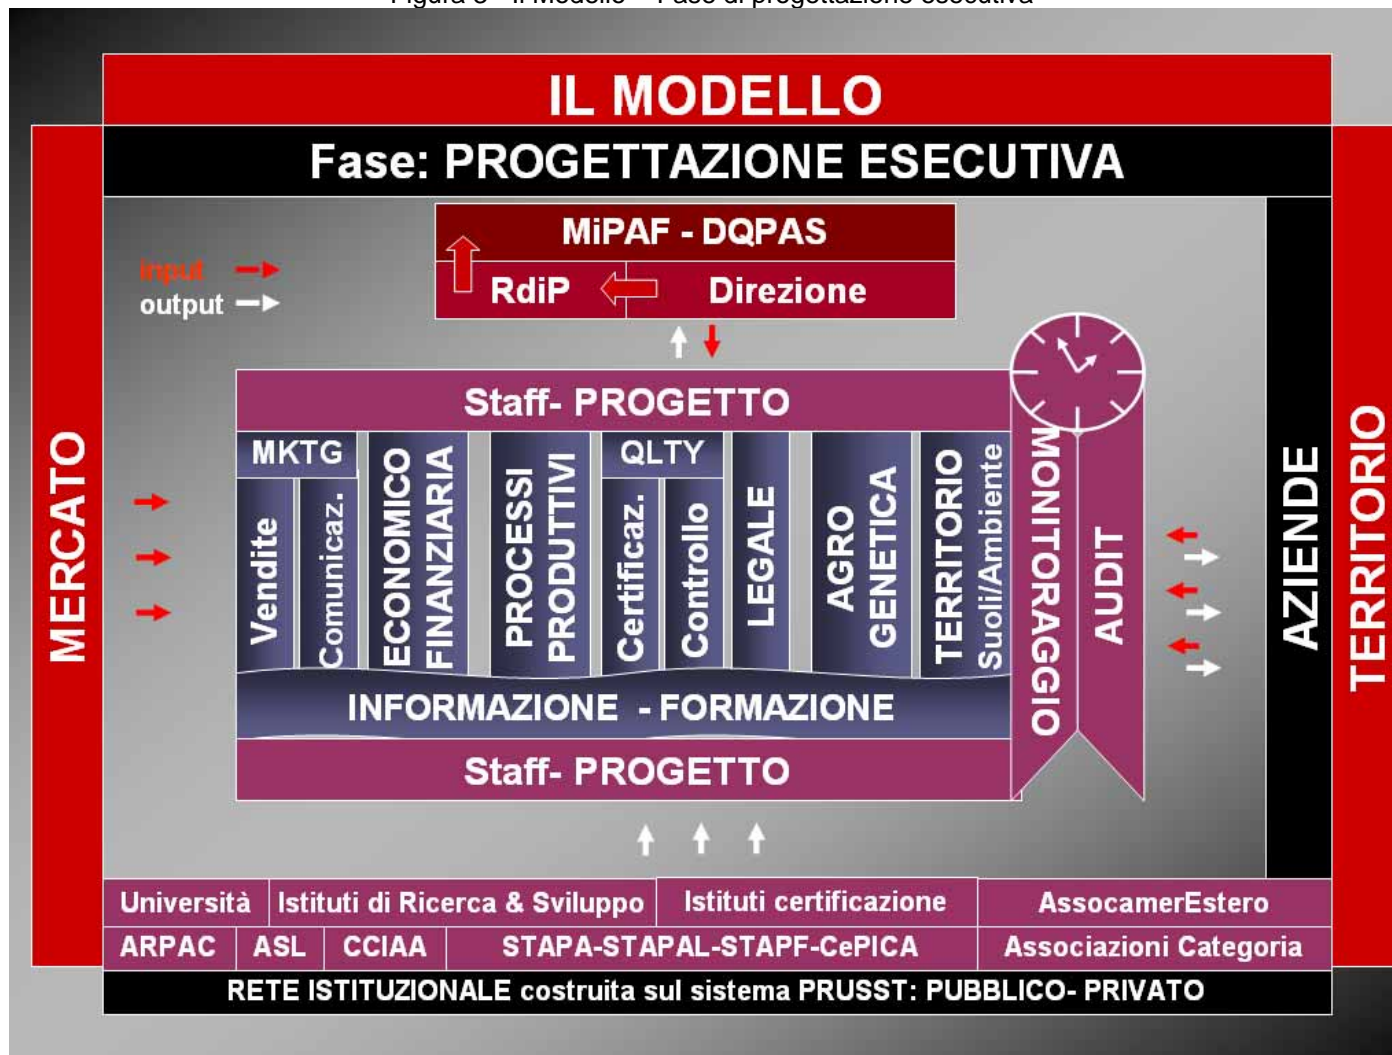 IL MODELLO
Fase: PROGETTAZIONE ESECUTIVA
MERCATO
input
output
MiPAF - DQPAS
RdiP
Direzione
Staff- PROGETTO
MKTG
Vendite
Comunicaz.
ECONOMICO
FINANZIARIA
PROCESSI
PRODUTTIVI
QLTY
Certificaz.
Controllo
LEGALE
AGRO
GENETICA
TERRITORIO
Suoli/Ambiente
MONITORAGGIO
AUDIT
INFORMAZIONE - FORMAZIONE
Staff- PROGETTO
AZIENDE
TERRITORIO
Università
Istituti di Ricerca & Sviluppo
Istituti certificazione
AssocamerEstero
ARPAC
ASL
CCIAA
STAPA-STAPAL-STAPF-CePICA
Associazioni Categoria
RETE ISTITUZIONALE costruita sul sistema PRUSST: PUBBLICO- PRIVATO